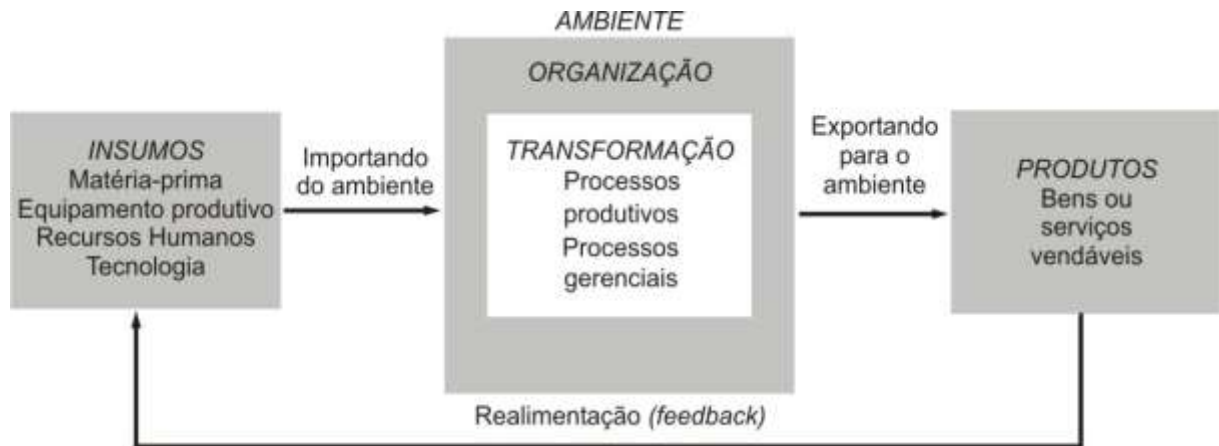 AMBIENTE
ORGANIZAÇÃO
INSUMOS
Matéria-prima
Equipamento produtivo
Recursos Humanos
Tecnologia
Importando
do ambiente
TRANSFORMAÇÃO
Processos
produtivos
Processos
gerenciais
Exportando
para o
ambiente
PRODUTOS
Bens ou
serviços
vendáveis
Realimentação (feedback)